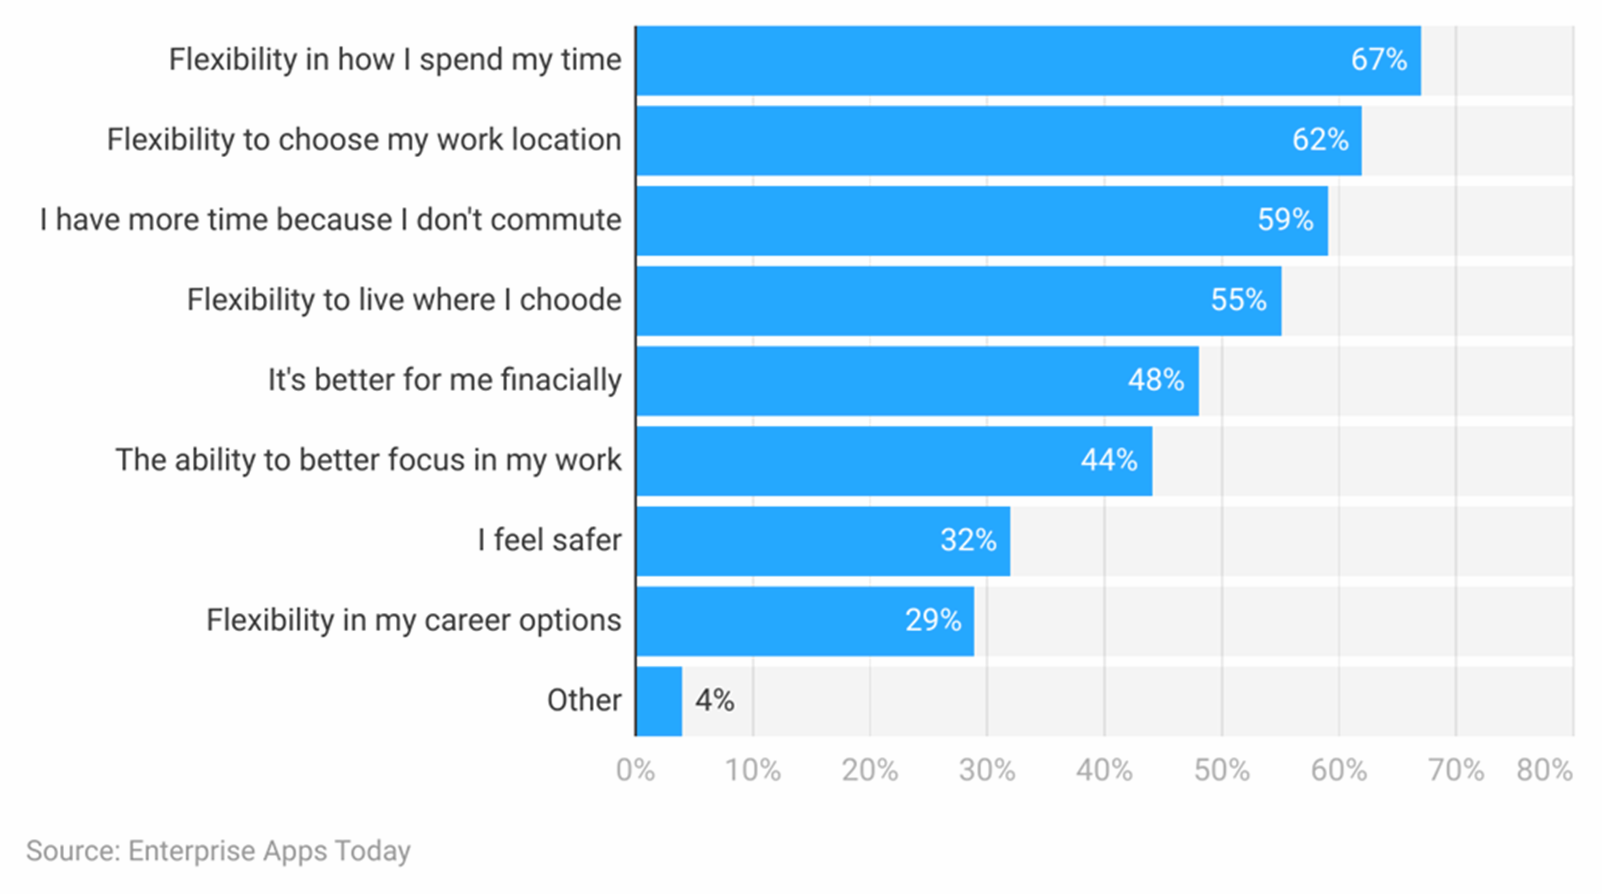 Flexibility in how I spend my time 67%
Flexibility to choose my work location 62%
I have more time because I don't commute 59%
Flexibility to live where I choode 55%
It's better for me finacially 48%
The ability to better focus in my work 44%
I feel safer 32%
Flexibility in my career options 29%
Other 4%
0% 10% 20% 30% 40% 50% 60% 70% 80%
Source: Enterprise Apps Today